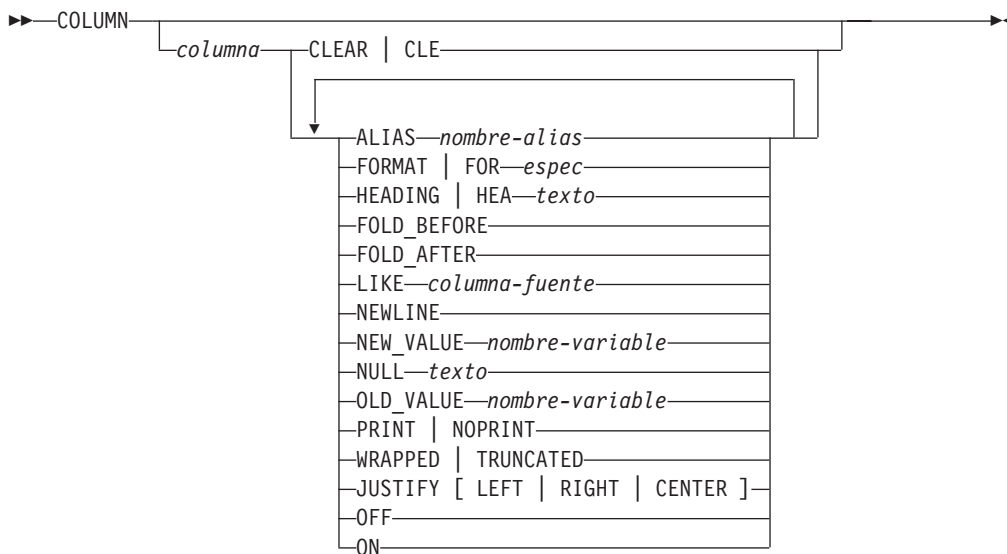 COLUMN
columna CLEAR | CLE
ALIAS nombre-alias
FORMAT | FOR espec
HEADING | HEA texto
FOLD_BEFORE
FOLD_AFTER
LIKE columna-fuente
NEWLINE
NEW_VALUE nombre-variable
NULL texto
OLD_VALUE nombre-variable
PRINT | NOPRINT
WRAPPED | TRUNCATED
JUSTIFY [ LEFT | RIGHT | CENTER ]
OFF
ON